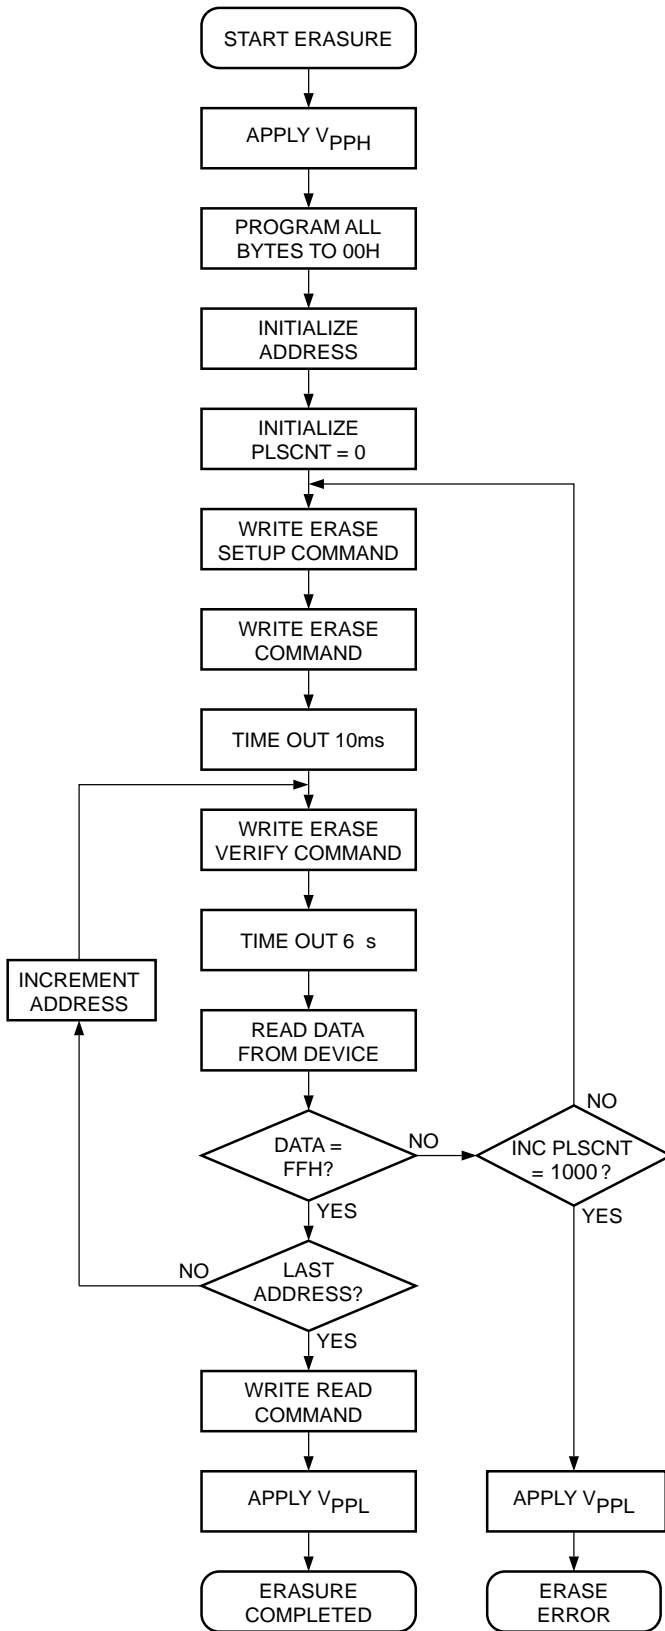 START ERASURE
APPLY VPPH
PROGRAM ALL
BYTES TO 00H
INITIALIZE
ADDRESS
INITIALIZE
PLSCNT = 0
WRITE ERASE
SETUP COMMAND
WRITE ERASE
COMMAND
TIME OUT 10ms
WRITE ERASE
VERIFY COMMAND
TIME OUT 6 s
INCREMENT
ADDRESS
READ DATA
FROM DEVICE
DATA =
FFH?
NO
YES
INC PLSCNT
= 1000 ?
NO
YES
LAST
ADDRESS?
NO
YES
WRITE READ
COMMAND
APPLY VPPL
APPLY VPPL
ERASURE
COMPLETED
ERASE
ERROR